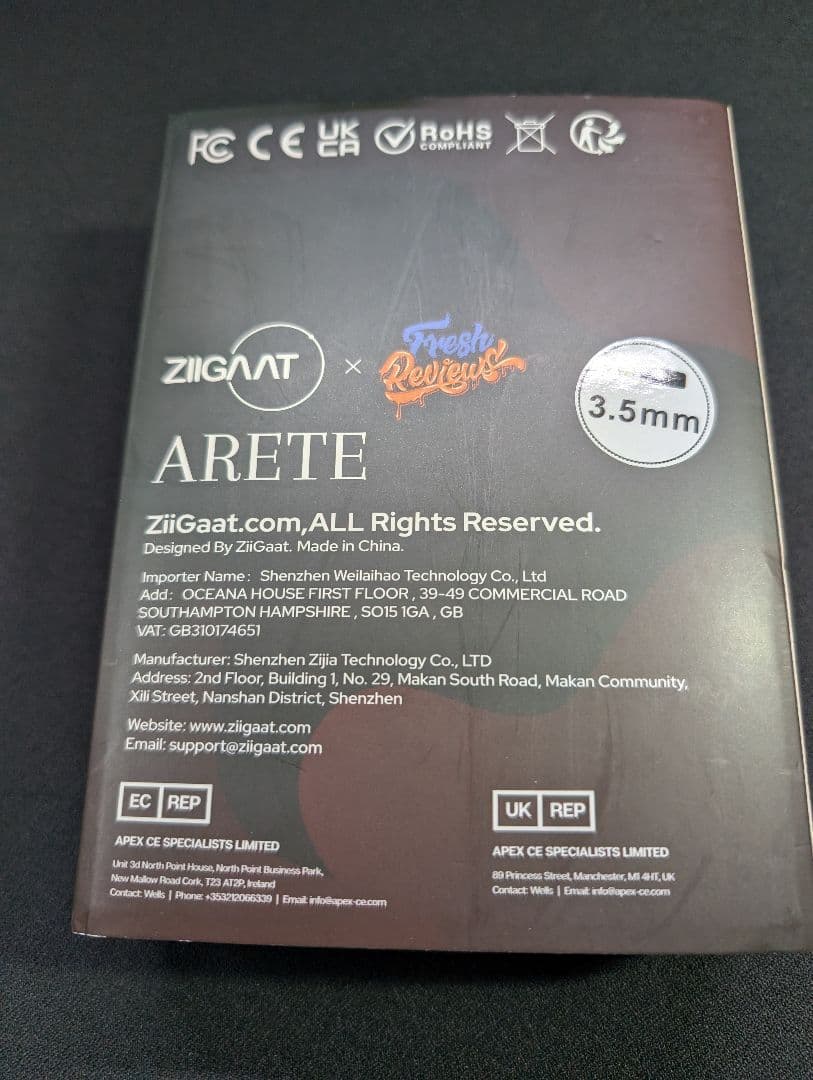 FC CE UK CA RoHS COMPLIANT
ZIIGAAT × Fresh Reviews
3.5mm
ARETE
ZiiGaat.com,ALL Rights Reserved.
Designed By ZiiGaat. Made in China.
Importer Name: Shenzhen Weilaihao Technology Co., Ltd
Add: OCEANA HOUSE FIRST FLOOR , 39-49 COMMERCIAL ROAD
SOUTHAMPTON HAMPSHIRE , SO15 1GA , GB
VAT: GB310174651
Manufacturer: Shenzhen Zijia Technology Co., LTD
Address: 2nd Floor, Building 1, No. 29, Makan South Road, Makan Community,
Xili Street, Nanshan District, Shenzhen
Website: www.ziigaat.com
Email: support@ziigaat.com
EC REP
APEX CE SPECIALISTS LIMITED
Unit 3d North Point House, North Point Business Park,
New Mallow Road Cork, T23 AT2P, Ireland
Contact: Wells | Phone: +353212066339 | Email: info@apex-ce.com
UK REP
APEX CE SPECIALISTS LIMITED
89 Princess Street, Manchester, M1 4HT, UK
Contact: Wells | Email: info@apex-ce.com